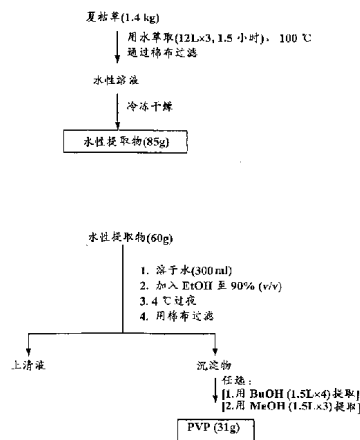 夏枯草(1.4 kg)
用水萃取(12L×3, 1.5 小时)、100 ℃
通过棉布过滤
水性溶液
冷冻干燥
水性提取物(85g)
水性提取物(60g)
1. 溶于水(300 ml)
2. 加入 EtOH 至 90% (v/v)
3. 4 ℃过夜
4. 用棉布过滤
上清液
沉淀物
任选:
[1.用 BuOH (1.5L×4)提取]
[2.用 MeOH (1.5L×3)提取]
PVP (31g)